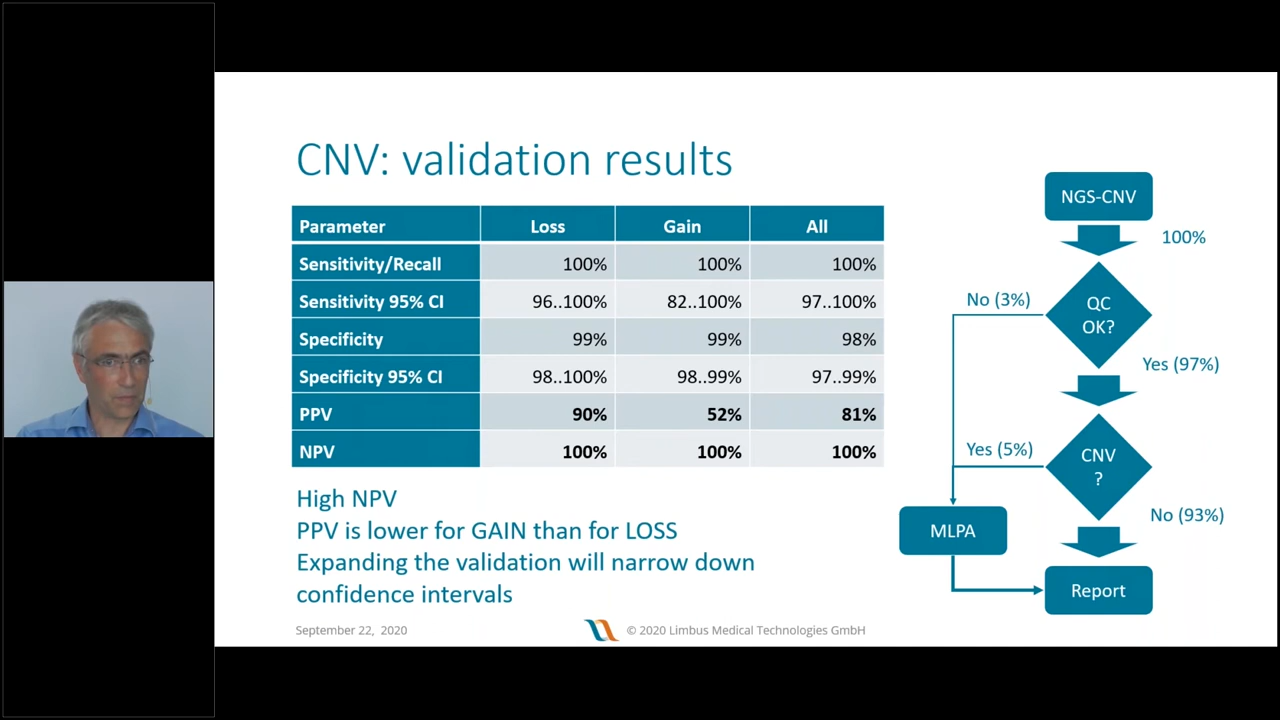 CNV: validation results
Parameter Loss Gain All
Sensitivity/Recall 100% 100% 100%
Sensitivity 95% CI 96..100% 82..100% 97..100%
Specificity 99% 99% 98%
Specificity 95% CI 98..100% 98..99% 97..99%
PPV 90% 52% 81%
NPV 100% 100% 100%
High NPV
PPV is lower for GAIN than for LOSS
Expanding the validation will narrow down
confidence intervals
NGS-CNV
100%
No (3%)
QC
OK?
Yes (97%)
Yes (5%)
CNV
?
No (93%)
MLPA
Report
September 22, 2020
© 2020 Limbus Medical Technologies GmbH